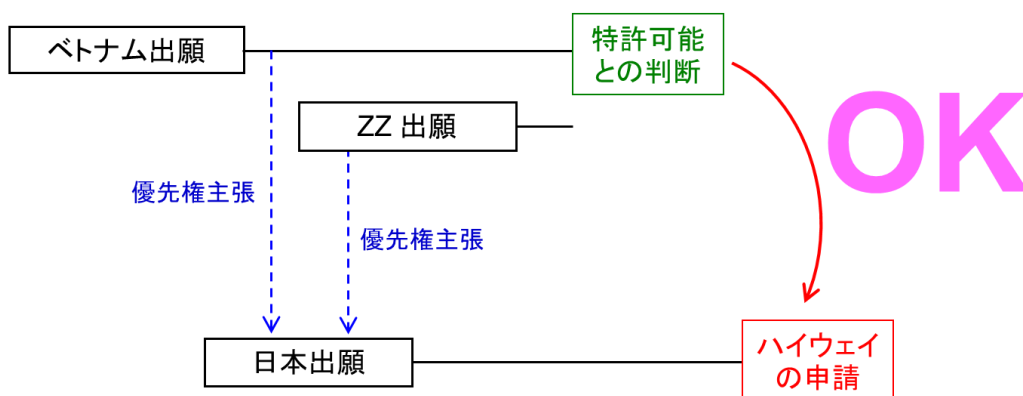 ベトナム出願
特許可能
との判断
ZZ 出願
OK
優先権主張
優先権主張
日本出願
ハイウェイ
の申請